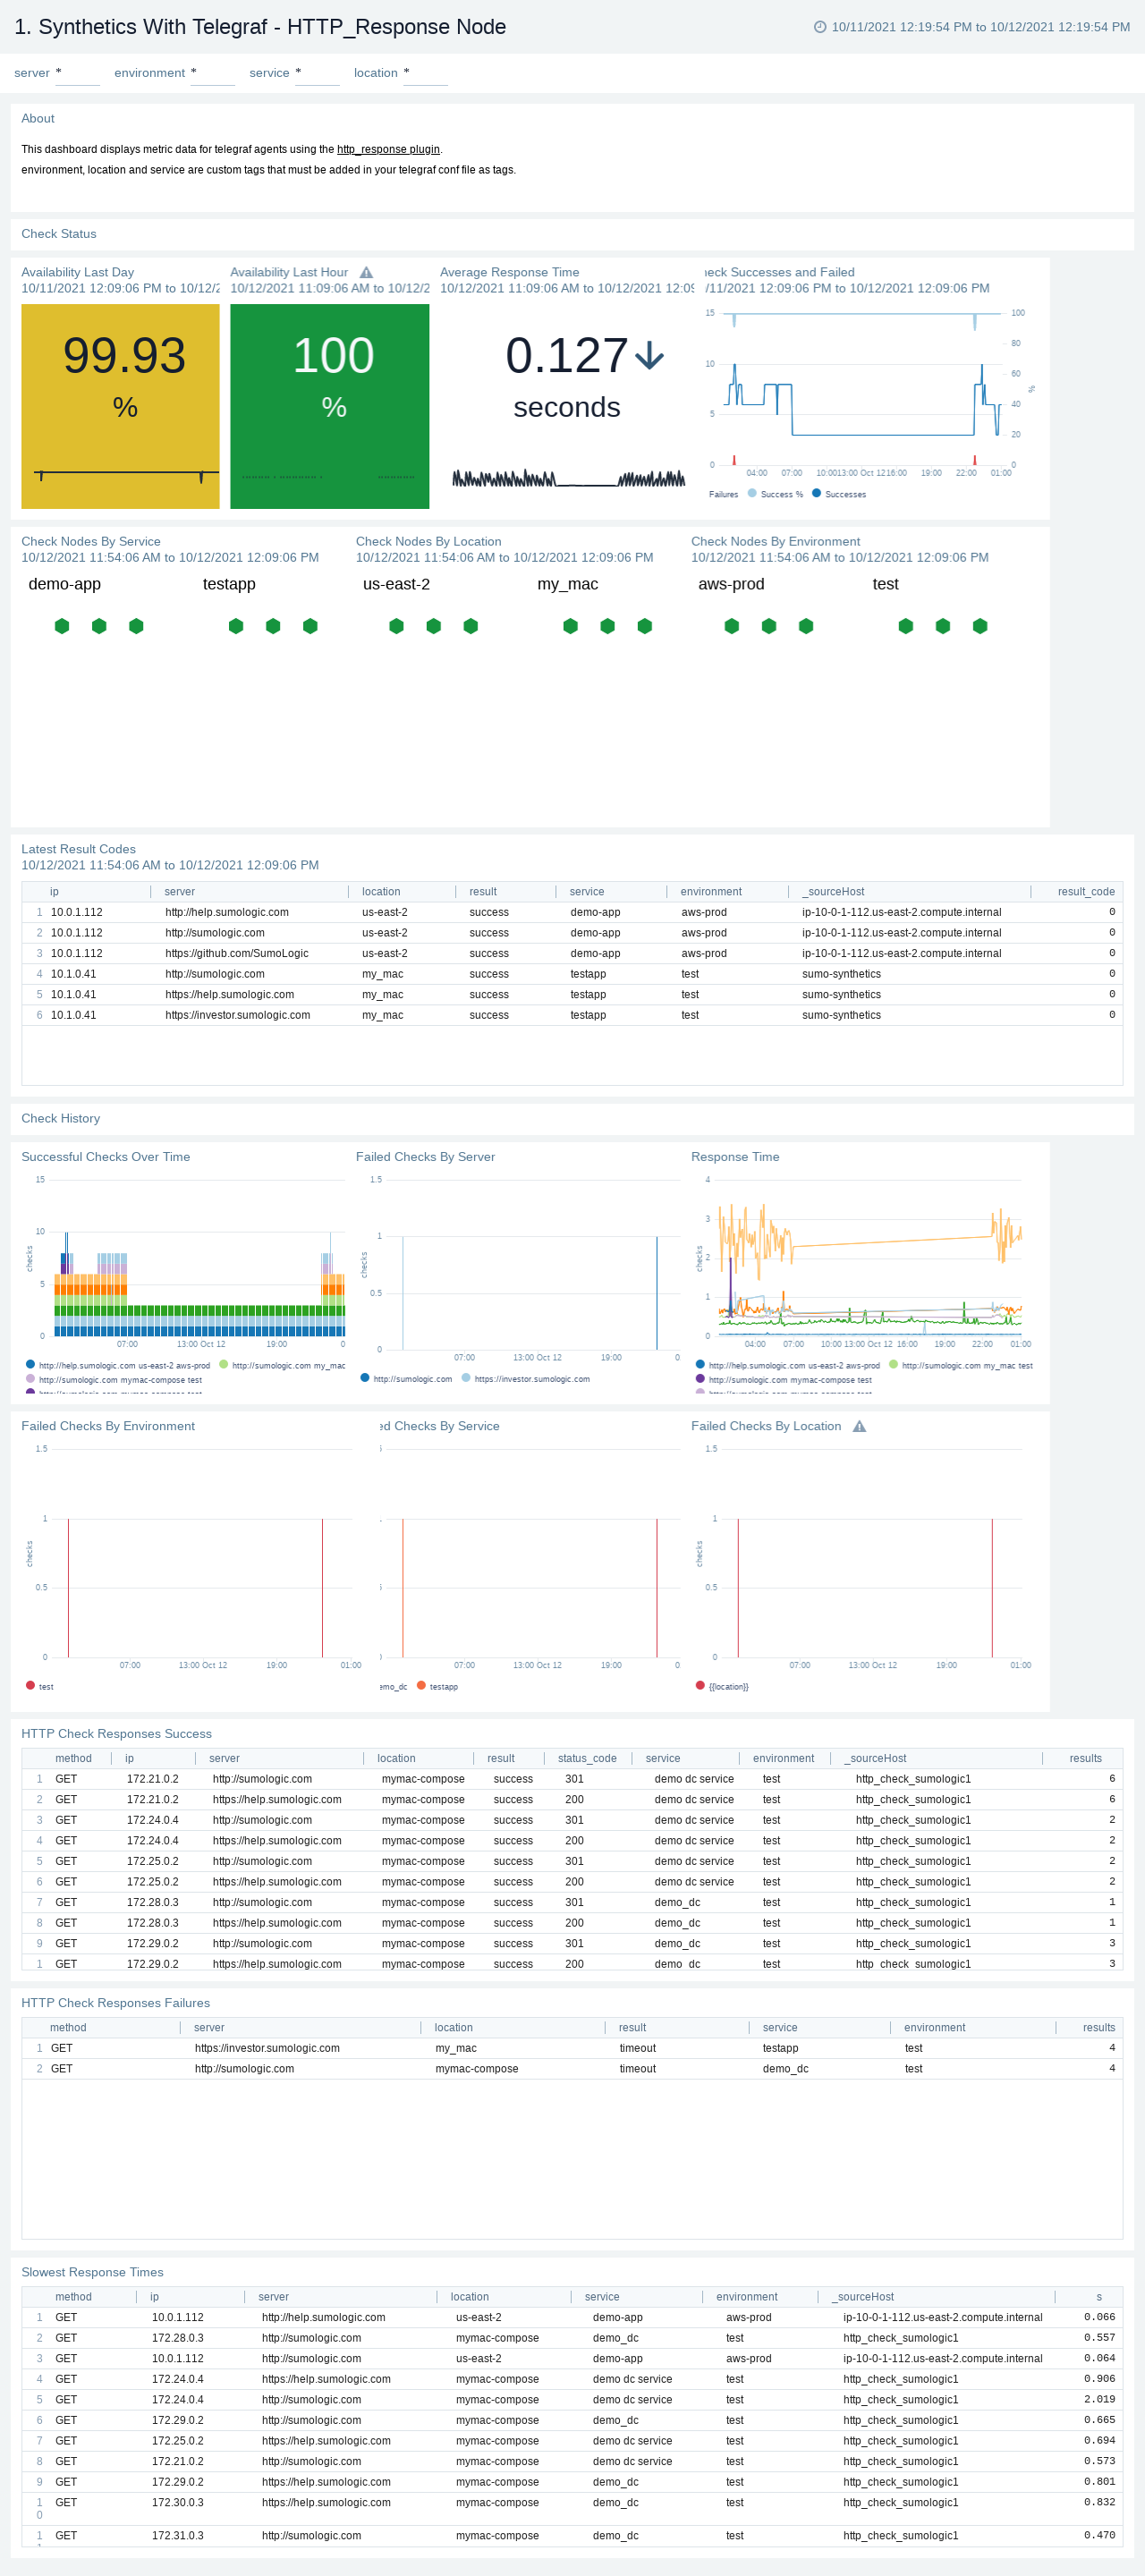 1. Synthetics With Telegraf - HTTP_Response Node
10/11/2021 12:19:54 PM to 10/12/2021 12:19:54 PM
server * environment * service * location *
About
This dashboard displays metric data for telegraf agents using the http_response plugin.
environment, location and service are custom tags that must be added in your telegraf conf file as tags.
Check Status
Availability Last Day
10/11/2021 12:09:06 PM to 10/12/2
99.93
%
Availability Last Hour
10/12/2021 11:09:06 AM to 10/12/2
100
%
Average Response Time
10/12/2021 11:09:06 AM to 10/12/2021 12:09
0.127
seconds
eck Successes and Failed
/11/2021 12:09:06 PM to 10/12/2021 12:09:06 PM
15 10 5 0
100 80 60 40 20 0
%
04:00 07:00 10:00 13:00 Oct 12 16:00 19:00 22:00 01:00
Failures Success % Successes
Check Nodes By Service
10/12/2021 11:54:06 AM to 10/12/2021 12:09:06 PM
demo-app testapp
Check Nodes By Location
10/12/2021 11:54:06 AM to 10/12/2021 12:09:06 PM
us-east-2 my_mac
Check Nodes By Environment
10/12/2021 11:54:06 AM to 10/12/2021 12:09:06 PM
aws-prod test
Latest Result Codes
10/12/2021 11:54:06 AM to 10/12/2021 12:09:06 PM
ip server location result service environment _sourceHost result_code
1 10.0.1.112 http://help.sumologic.com us-east-2 success demo-app aws-prod ip-10-0-1-112.us-east-2.compute.internal 0
2 10.0.1.112 http://sumologic.com us-east-2 success demo-app aws-prod ip-10-0-1-112.us-east-2.compute.internal 0
3 10.0.1.112 https://github.com/SumoLogic us-east-2 success demo-app aws-prod ip-10-0-1-112.us-east-2.compute.internal 0
4 10.1.0.41 http://sumologic.com my_mac success testapp test sumo-synthetics 0
5 10.1.0.41 https://help.sumologic.com my_mac success testapp test sumo-synthetics 0
6 10.1.0.41 https://investor.sumologic.com my_mac success testapp test sumo-synthetics 0
Check History
Successful Checks Over Time
15 10 5 0
checks
07:00 13:00 Oct 12 19:00 0
http://help.sumologic.com us-east-2 aws-prod http://sumologic.com my_mac
http://sumologic.com mymac-compose test
http://sumologic.com mymac-compose test
Failed Checks By Server
1.5 1 0.5 0
checks
07:00 13:00 Oct 12 19:00 0
http://sumologic.com https://investor.sumologic.com
Response Time
4 3 2 1 0
checks
04:00 07:00 10:00 13:00 Oct 12 16:00 19:00 22:00 01:00
http://help.sumologic.com us-east-2 aws-prod http://sumologic.com my_mac test
http://sumologic.com mymac-compose test
http://sumologic.com mymac-compose test
Failed Checks By Environment
1.5 1 0.5 0
checks
07:00 13:00 Oct 12 19:00 01:00
test
ed Checks By Service
07:00 13:00 Oct 12 19:00 0
emo_dc testapp
Failed Checks By Location
1.5 1 0.5 0
checks
07:00 13:00 Oct 12 19:00 01:00
{{location}}
HTTP Check Responses Success
method ip server location result status_code service environment _sourceHost results
1 GET 172.21.0.2 http://sumologic.com mymac-compose success 301 demo dc service test http_check_sumologic1 6
2 GET 172.21.0.2 https://help.sumologic.com mymac-compose success 200 demo dc service test http_check_sumologic1 6
3 GET 172.24.0.4 http://sumologic.com mymac-compose success 301 demo dc service test http_check_sumologic1 2
4 GET 172.24.0.4 https://help.sumologic.com mymac-compose success 200 demo dc service test http_check_sumologic1 2
5 GET 172.25.0.2 http://sumologic.com mymac-compose success 301 demo dc service test http_check_sumologic1 2
6 GET 172.25.0.2 https://help.sumologic.com mymac-compose success 200 demo dc service test http_check_sumologic1 2
7 GET 172.28.0.3 http://sumologic.com mymac-compose success 301 demo_dc test http_check_sumologic1 1
8 GET 172.28.0.3 https://help.sumologic.com mymac-compose success 200 demo_dc test http_check_sumologic1 1
9 GET 172.29.0.2 http://sumologic.com mymac-compose success 301 demo_dc test http_check_sumologic1 3
1 GET 172.29.0.2 https://help.sumologic.com mymac-compose success 200 demo_dc test http_check_sumologic1 3
HTTP Check Responses Failures
method server location result service environment results
1 GET https://investor.sumologic.com my_mac timeout testapp test 4
2 GET http://sumologic.com mymac-compose timeout demo_dc test 4
Slowest Response Times
method ip server location service environment _sourceHost s
1 GET 10.0.1.112 http://help.sumologic.com us-east-2 demo-app aws-prod ip-10-0-1-112.us-east-2.compute.internal 0.066
2 GET 172.28.0.3 http://sumologic.com mymac-compose demo_dc test http_check_sumologic1 0.557
3 GET 10.0.1.112 http://sumologic.com us-east-2 demo-app aws-prod ip-10-0-1-112.us-east-2.compute.internal 0.064
4 GET 172.24.0.4 https://help.sumologic.com mymac-compose demo dc service test http_check_sumologic1 0.906
5 GET 172.24.0.4 http://sumologic.com mymac-compose demo dc service test http_check_sumologic1 2.019
6 GET 172.29.0.2 http://sumologic.com mymac-compose demo_dc test http_check_sumologic1 0.665
7 GET 172.25.0.2 https://help.sumologic.com mymac-compose demo dc service test http_check_sumologic1 0.694
8 GET 172.21.0.2 http://sumologic.com mymac-compose demo dc service test http_check_sumologic1 0.573
9 GET 172.29.0.2 https://help.sumologic.com mymac-compose demo_dc test http_check_sumologic1 0.801
10 GET 172.30.0.3 https://help.sumologic.com mymac-compose demo_dc test http_check_sumologic1 0.832
1 GET 172.31.0.3 http://sumologic.com mymac-compose demo_dc test http_check_sumologic1 0.470